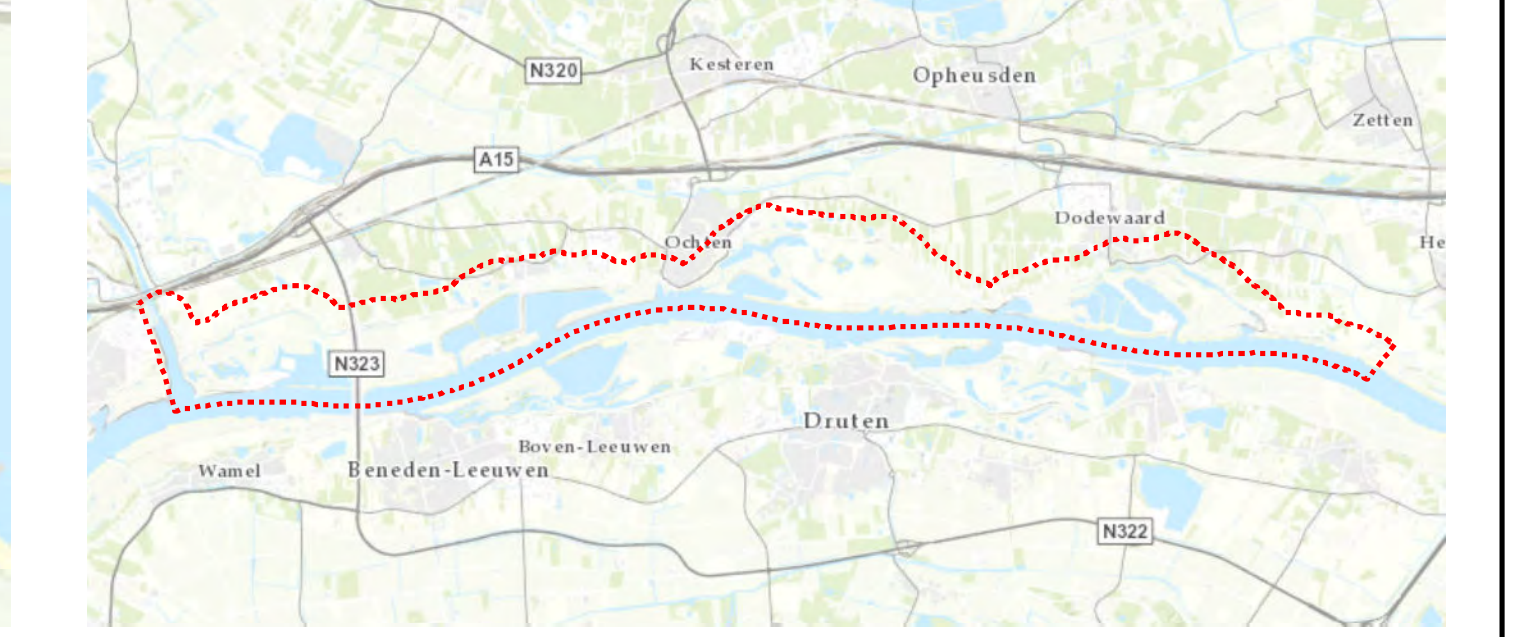 Kesteren
N320
Opheusden
Zetten
A15
Dodewaard
Ochten
He
N323
Druten
Boven-Leeuwen
Wamel
Beneden-Leeuwen
N322